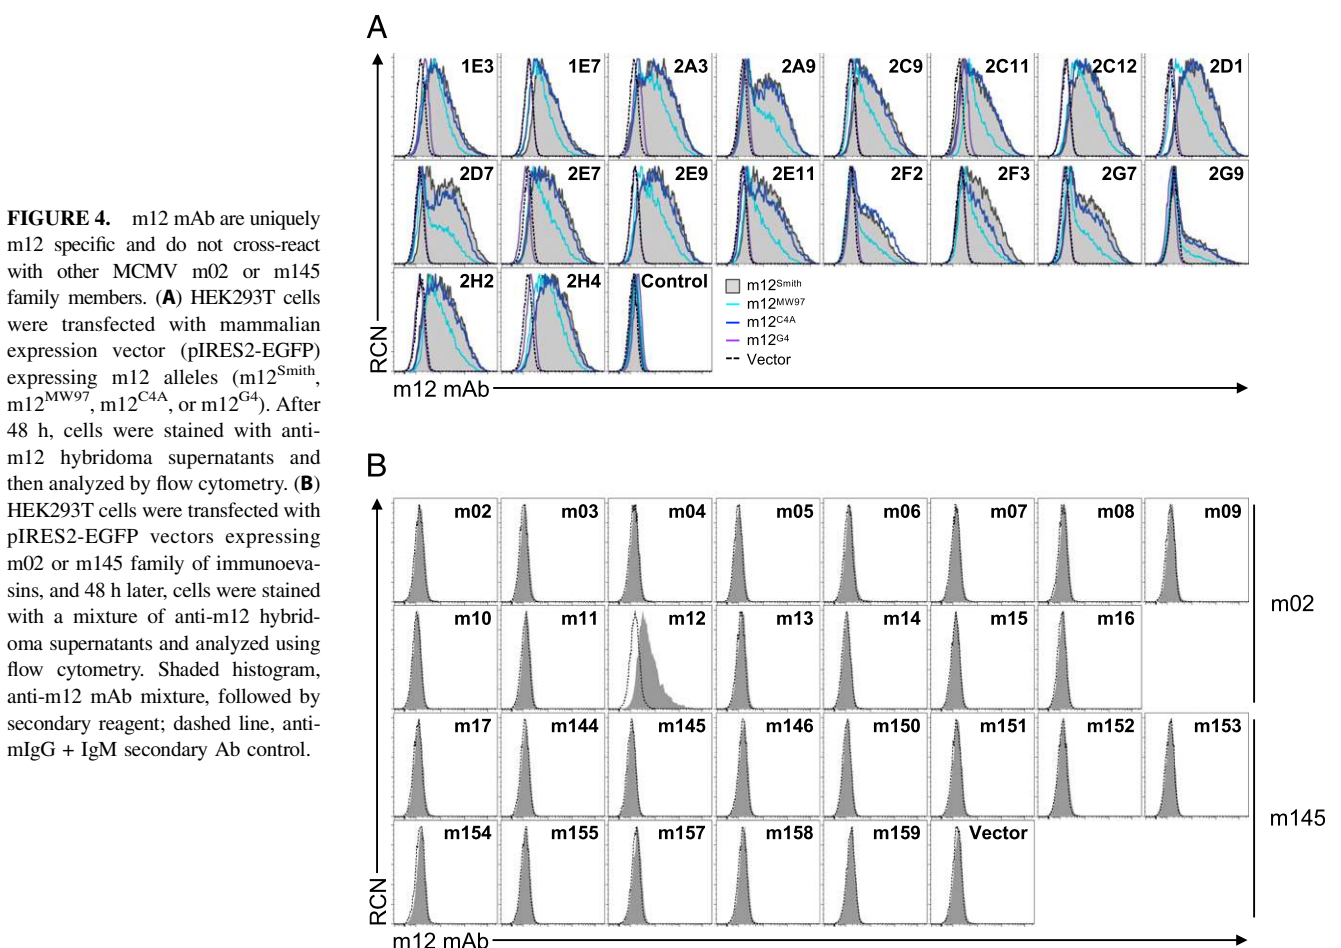 FIGURE 4. m12 mAb are uniquely
m12 specific and do not cross-react
with other MCMV m02 or m145
family members. (A) HEK293T cells
were transfected with mammalian
expression vector (pIRES2-EGFP)
expressing m12 alleles (m12Smith,
m12MW97, m12C4A, or m12G4). After
48 h, cells were stained with anti-
m12 hybridoma supernatants and
then analyzed by flow cytometry. (B)
HEK293T cells were transfected with
pIRES2-EGFP vectors expressing
m02 or m145 family of immunoeva-
sins, and 48 h later, cells were stained
with a mixture of anti-m12 hybrid-
oma supernatants and analyzed using
flow cytometry. Shaded histogram,
anti-m12 mAb mixture, followed by
secondary reagent; dashed line, anti-
mIgG + IgM secondary Ab control.
A
1E3 1E7 2A3 2A9 2C9 2C11 2C12 2D1
2D7 2E7 2E9 2E11 2F2 2F3 2G7 2G9
2H2 2H4 Control
m12Smith
m12MW97
m12C4A
m12G4
Vector
RCN
m12 mAb
B
m02 m03 m04 m05 m06 m07 m08 m09
m10 m11 m12 m13 m14 m15 m16
m02
m17 m144 m145 m146 m150 m151 m152 m153
m154 m155 m157 m158 m159 Vector
m145
RCN
m12 mAb